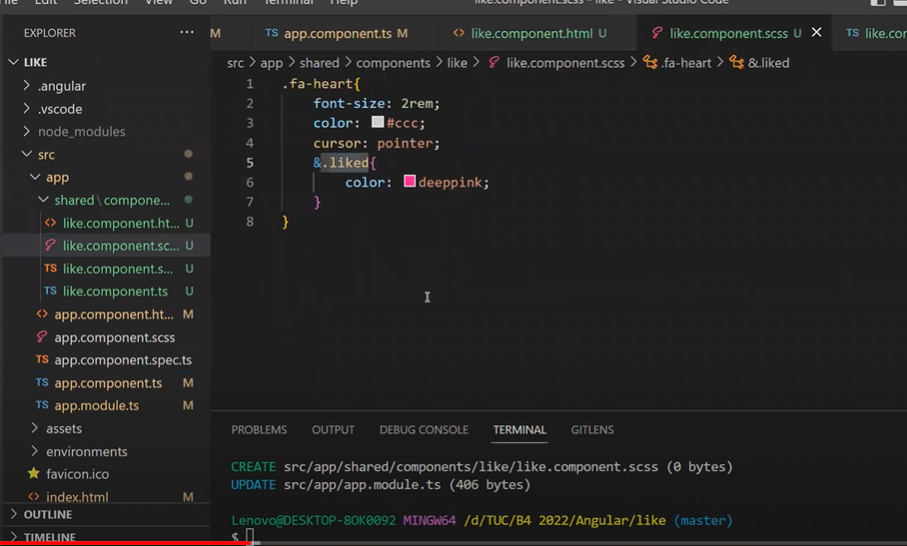 File Edit Selection View Go Run Terminal Help like.component.scss - like - Visual Studio Code
EXPLORER ···
LIKE
.angular
.vscode
node_modules
src
app
shared\compone...
like.component.ht... U
like.component.sc... U
like.component.s... U
TS like.component.ts U
app.component.ht... M
app.component.scss
TS app.component.spec.ts
TS app.component.ts M
TS app.module.ts M
assets
environments
favicon.ico
index.html M
OUTLINE
TIMELINE
M TS app.component.ts M <> like.component.html U like.component.scss U × TS like.cor
src > app > shared > components > like > like.component.scss > .fa-heart > &.liked
1 .fa-heart{
2 font-size: 2rem;
3 color: #ccc;
4 cursor: pointer;
5 &.liked{
6 color: deeppink;
7 }
8 }
PROBLEMS OUTPUT DEBUG CONSOLE TERMINAL GITLENS
CREATE src/app/shared/components/like/like.component.scss (0 bytes)
UPDATE src/app/app.module.ts (406 bytes)
Lenovo@DESKTOP-8OK0092 MINGW64 /d/TUC/B4 2022/Angular/like (master)
$